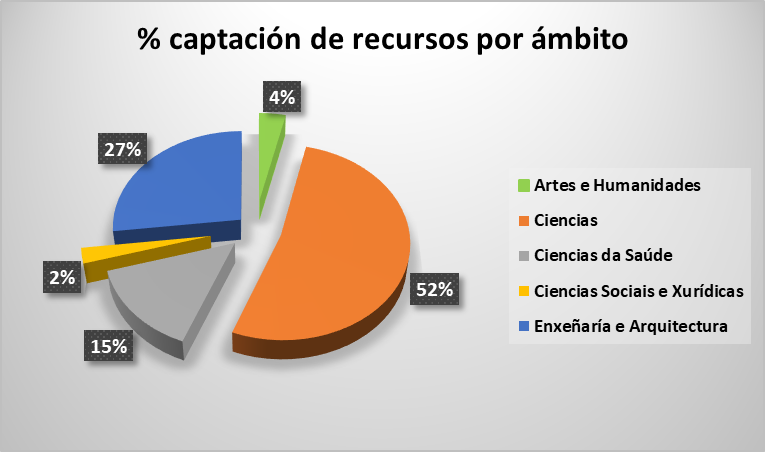 % captación de recursos por ámbito
4%
27%
2%
15%
52%
Artes e Humanidades
Ciencias
Ciencias da Saúde
Ciencias Sociais e Xurídicas
Enxeñaría e Arquitectura